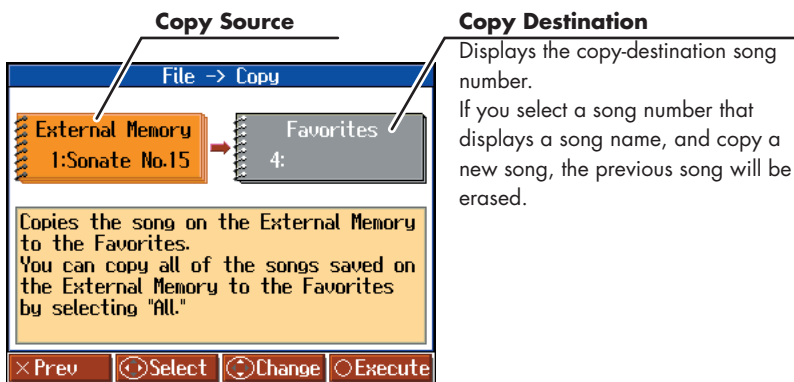 Copy Source
Copy Destination
Displays the copy-destination song
number.
If you select a song number that
displays a song name, and copy a
new song, the previous song will be
erased.
File -> Copy
External Memory
1:Sonate No.15
Favorites
4:
Copies the song on the External Memory
to the Favorites.
You can copy all of the songs saved on
the External Memory to the Favorites
by selecting "All."
×Prev Select Change ○Execute